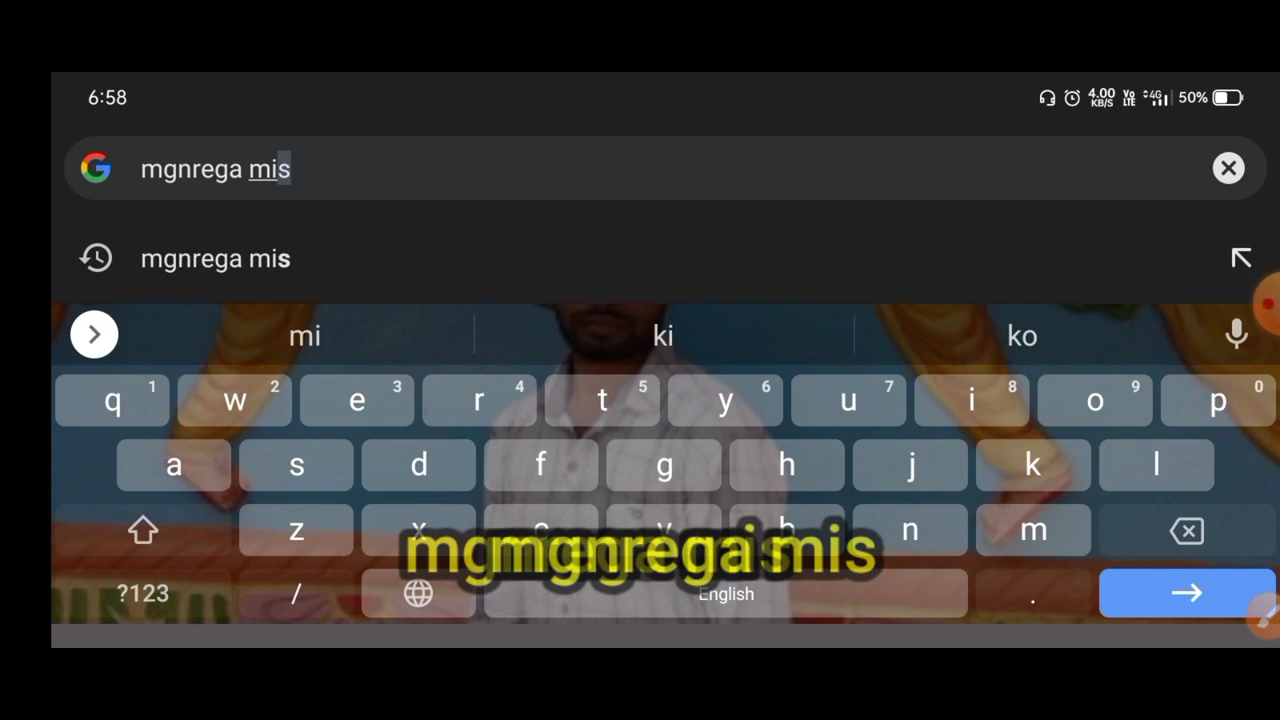 6:58 4.00 KB/S Vo LTE 4G 50%
mgnrega mis
mgnrega mis
mi ki ko
q 1 w 2 e 3 r 4 t 5 y 6 u 7 i 8 o 9 p 0
a s d f g h j k l
z x c v b n m
mgnrega mis
?123 / English .